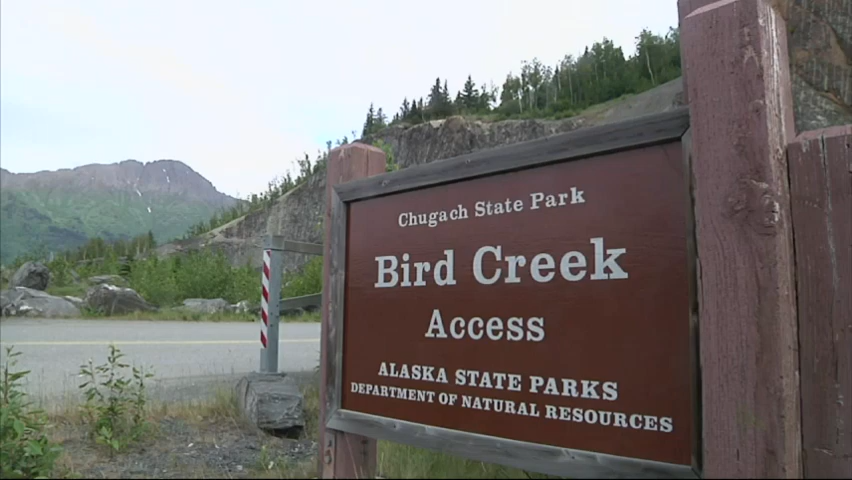 Chugach State Park
Bird Creek
Access
ALASKA STATE PARKS
DEPARTMENT OF NATURAL RESOURCES